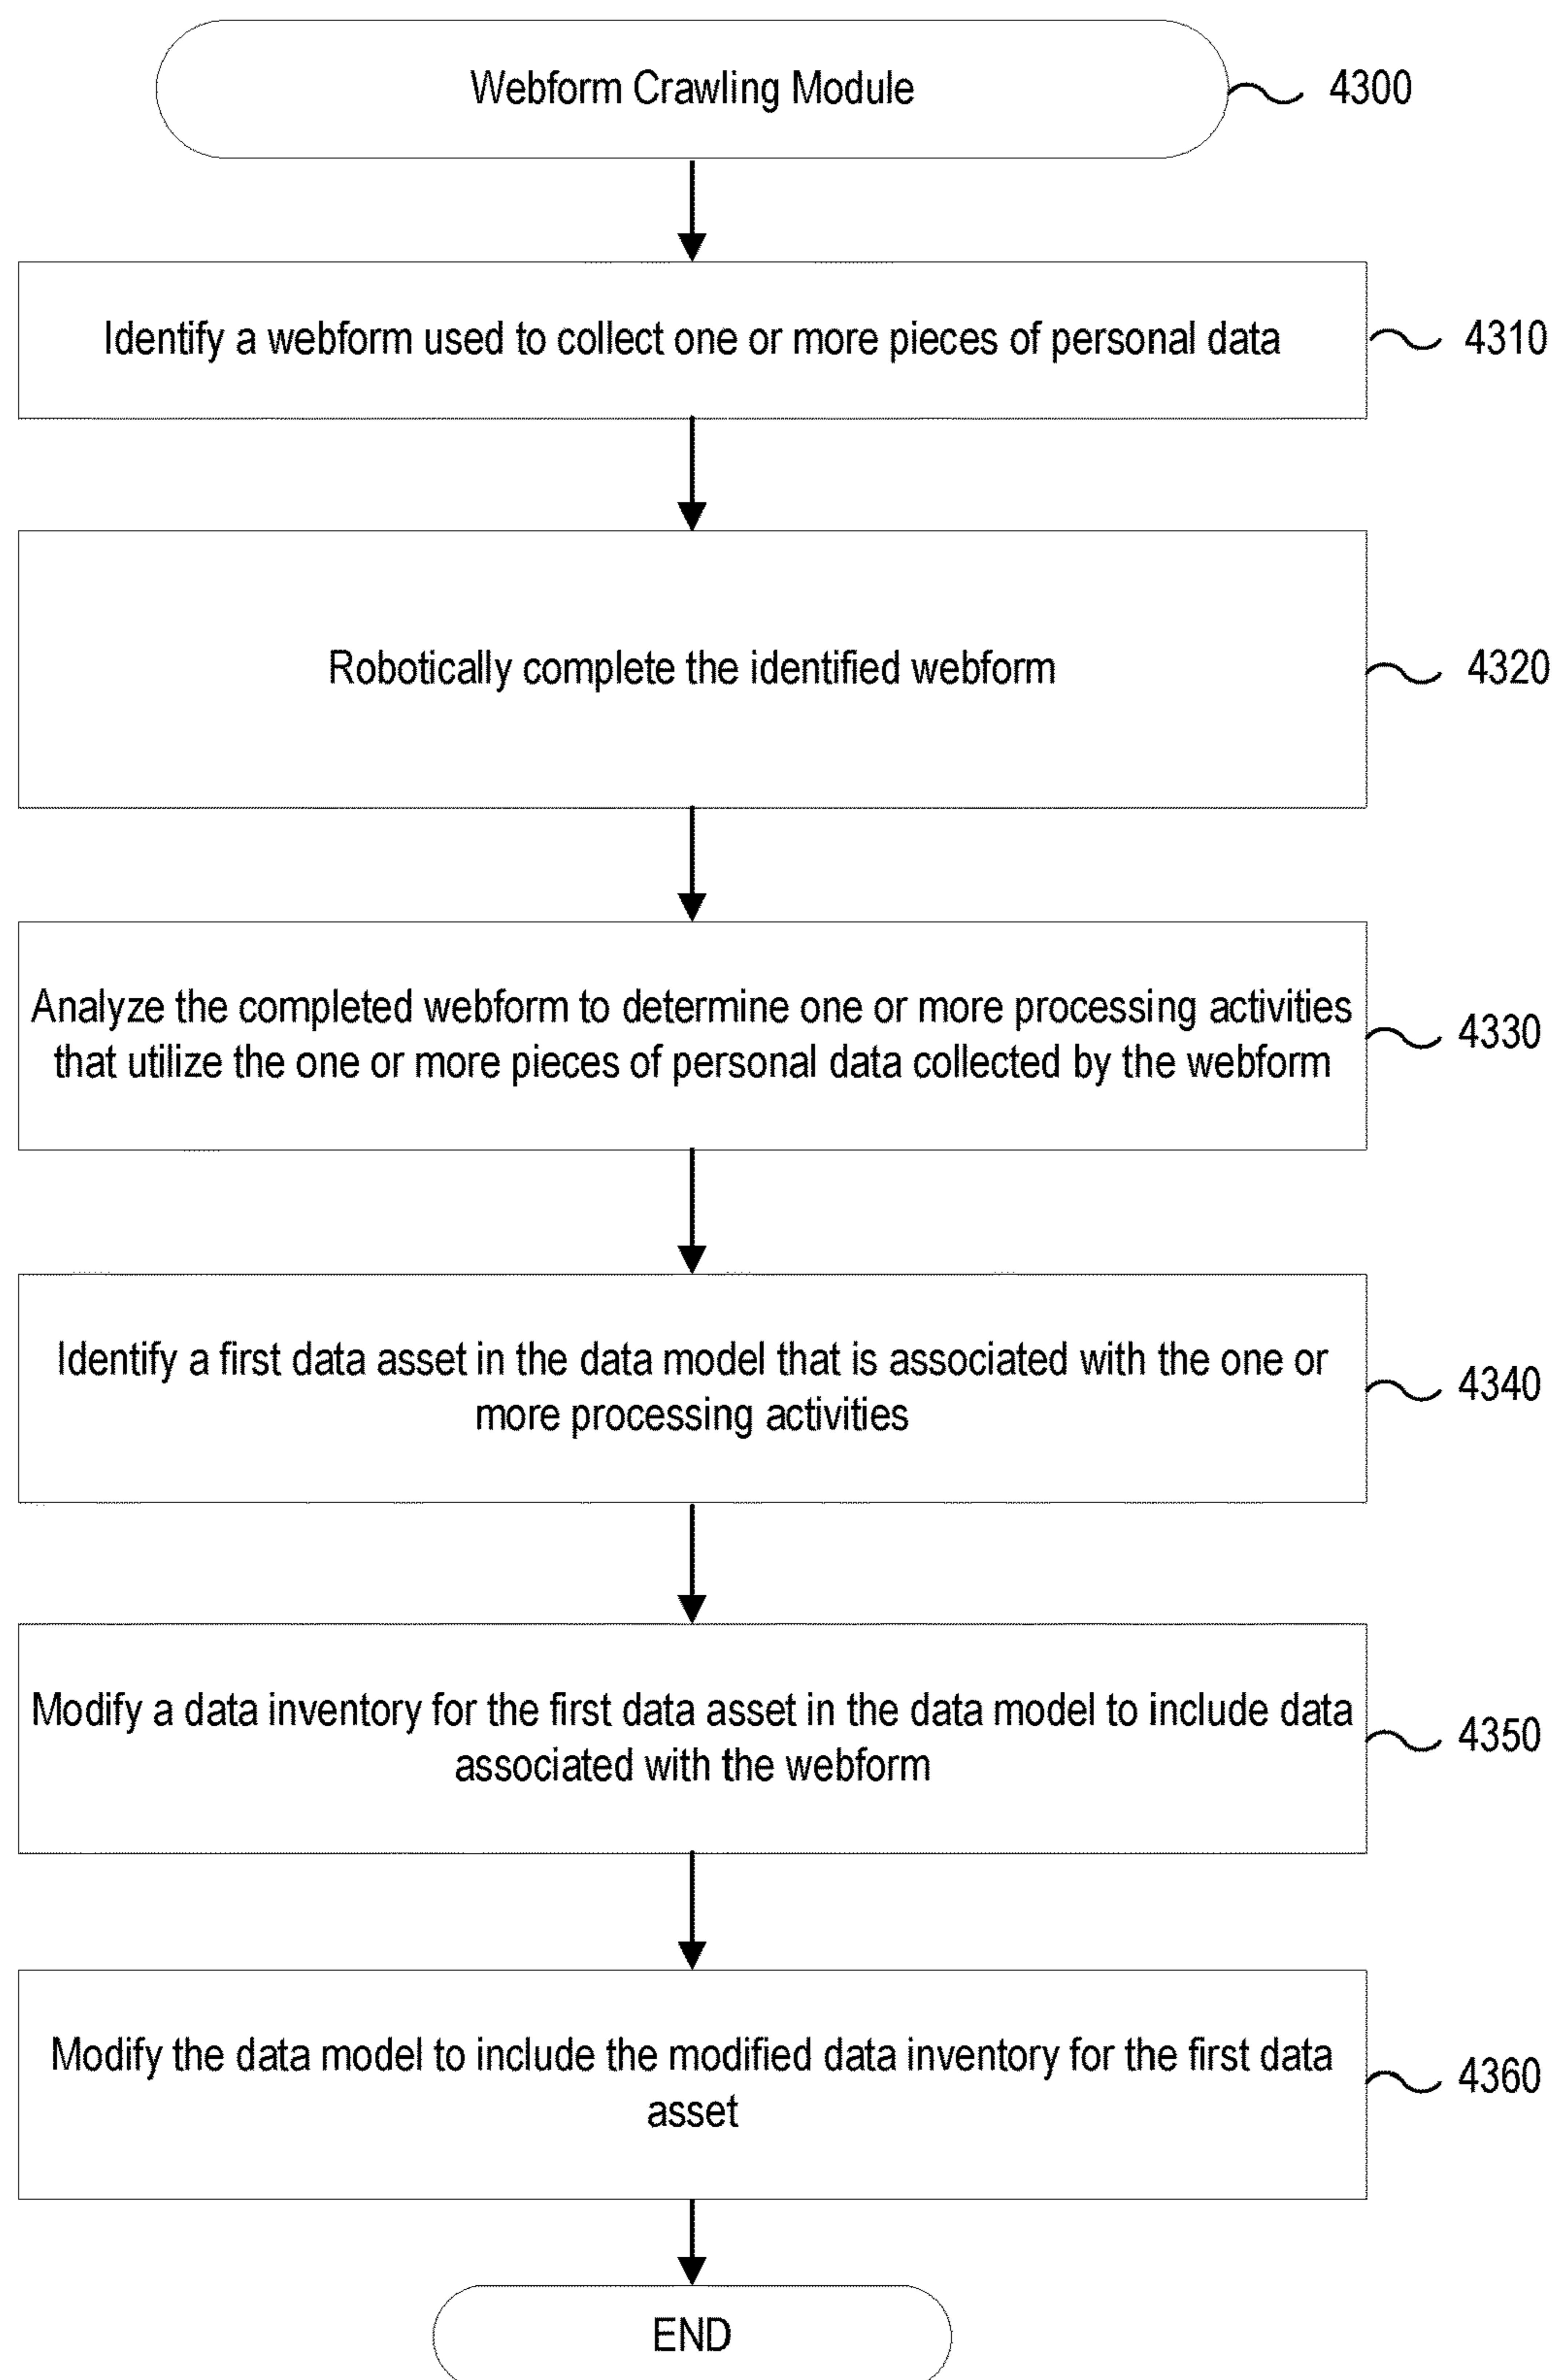 Webform Crawling Module
4300
Identify a webform used to collect one or more pieces of personal data
4310
Robotically complete the identified webform
4320
Analyze the completed webform to determine one or more processing activities
that utilize the one or more pieces of personal data collected by the webform
4330
Identify a first data asset in the data model that is associated with the one or
more processing activities
4340
Modify a data inventory for the first data asset in the data model to include data
associated with the webform
4350
Modify the data model to include the modified data inventory for the first data
asset
4360
END